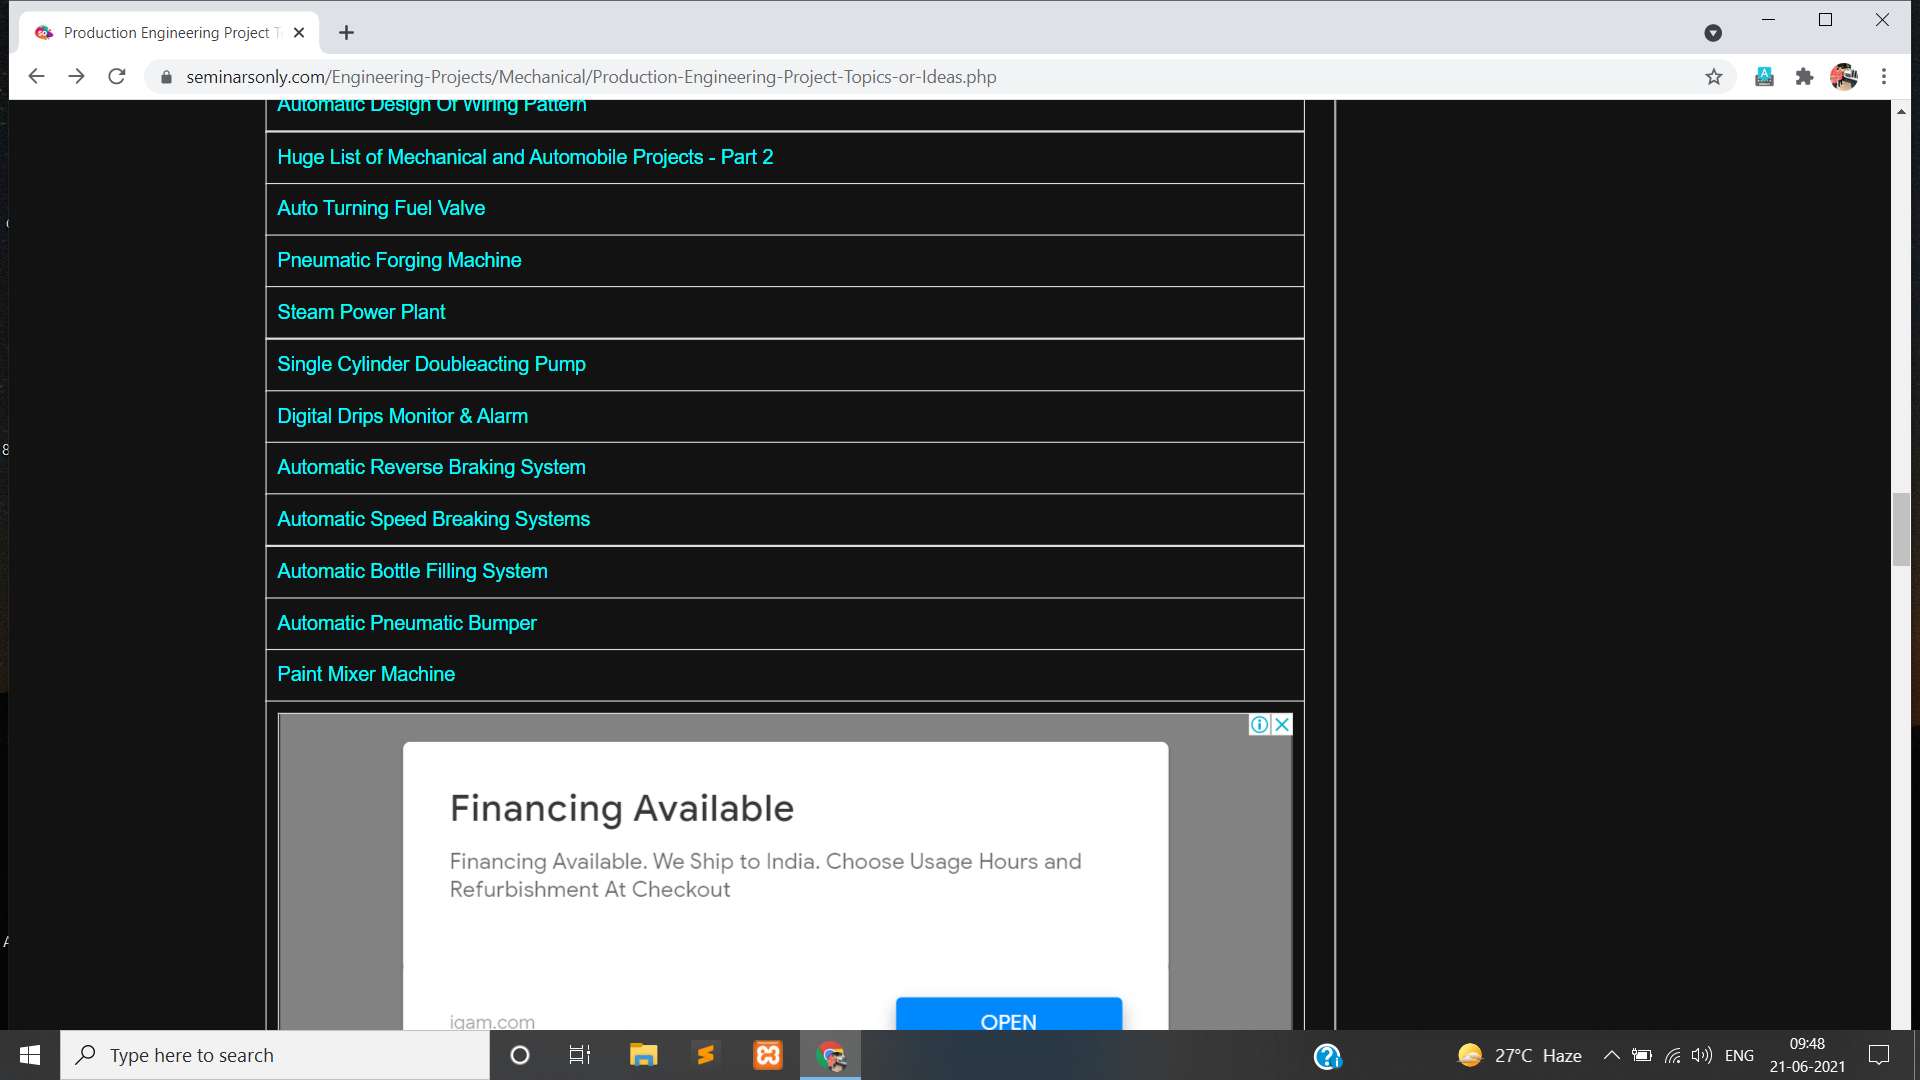 Production Engineering Project T
seminarsonly.com/Engineering-Projects/Mechanical/Production-Engineering-Project-Topics-or-Ideas.php
Automatic Design Of Wiring Pattern
Huge List of Mechanical and Automobile Projects - Part 2
Auto Turning Fuel Valve
Pneumatic Forging Machine
Steam Power Plant
Single Cylinder Doubleacting Pump
Digital Drips Monitor & Alarm
Automatic Reverse Braking System
Automatic Speed Breaking Systems
Automatic Bottle Filling System
Automatic Pneumatic Bumper
Paint Mixer Machine
Financing Available
Financing Available. We Ship to India. Choose Usage Hours and
Refurbishment At Checkout
igam.com
OPEN
Type here to search
27°C Haze
ENG
09:48
21-06-2021